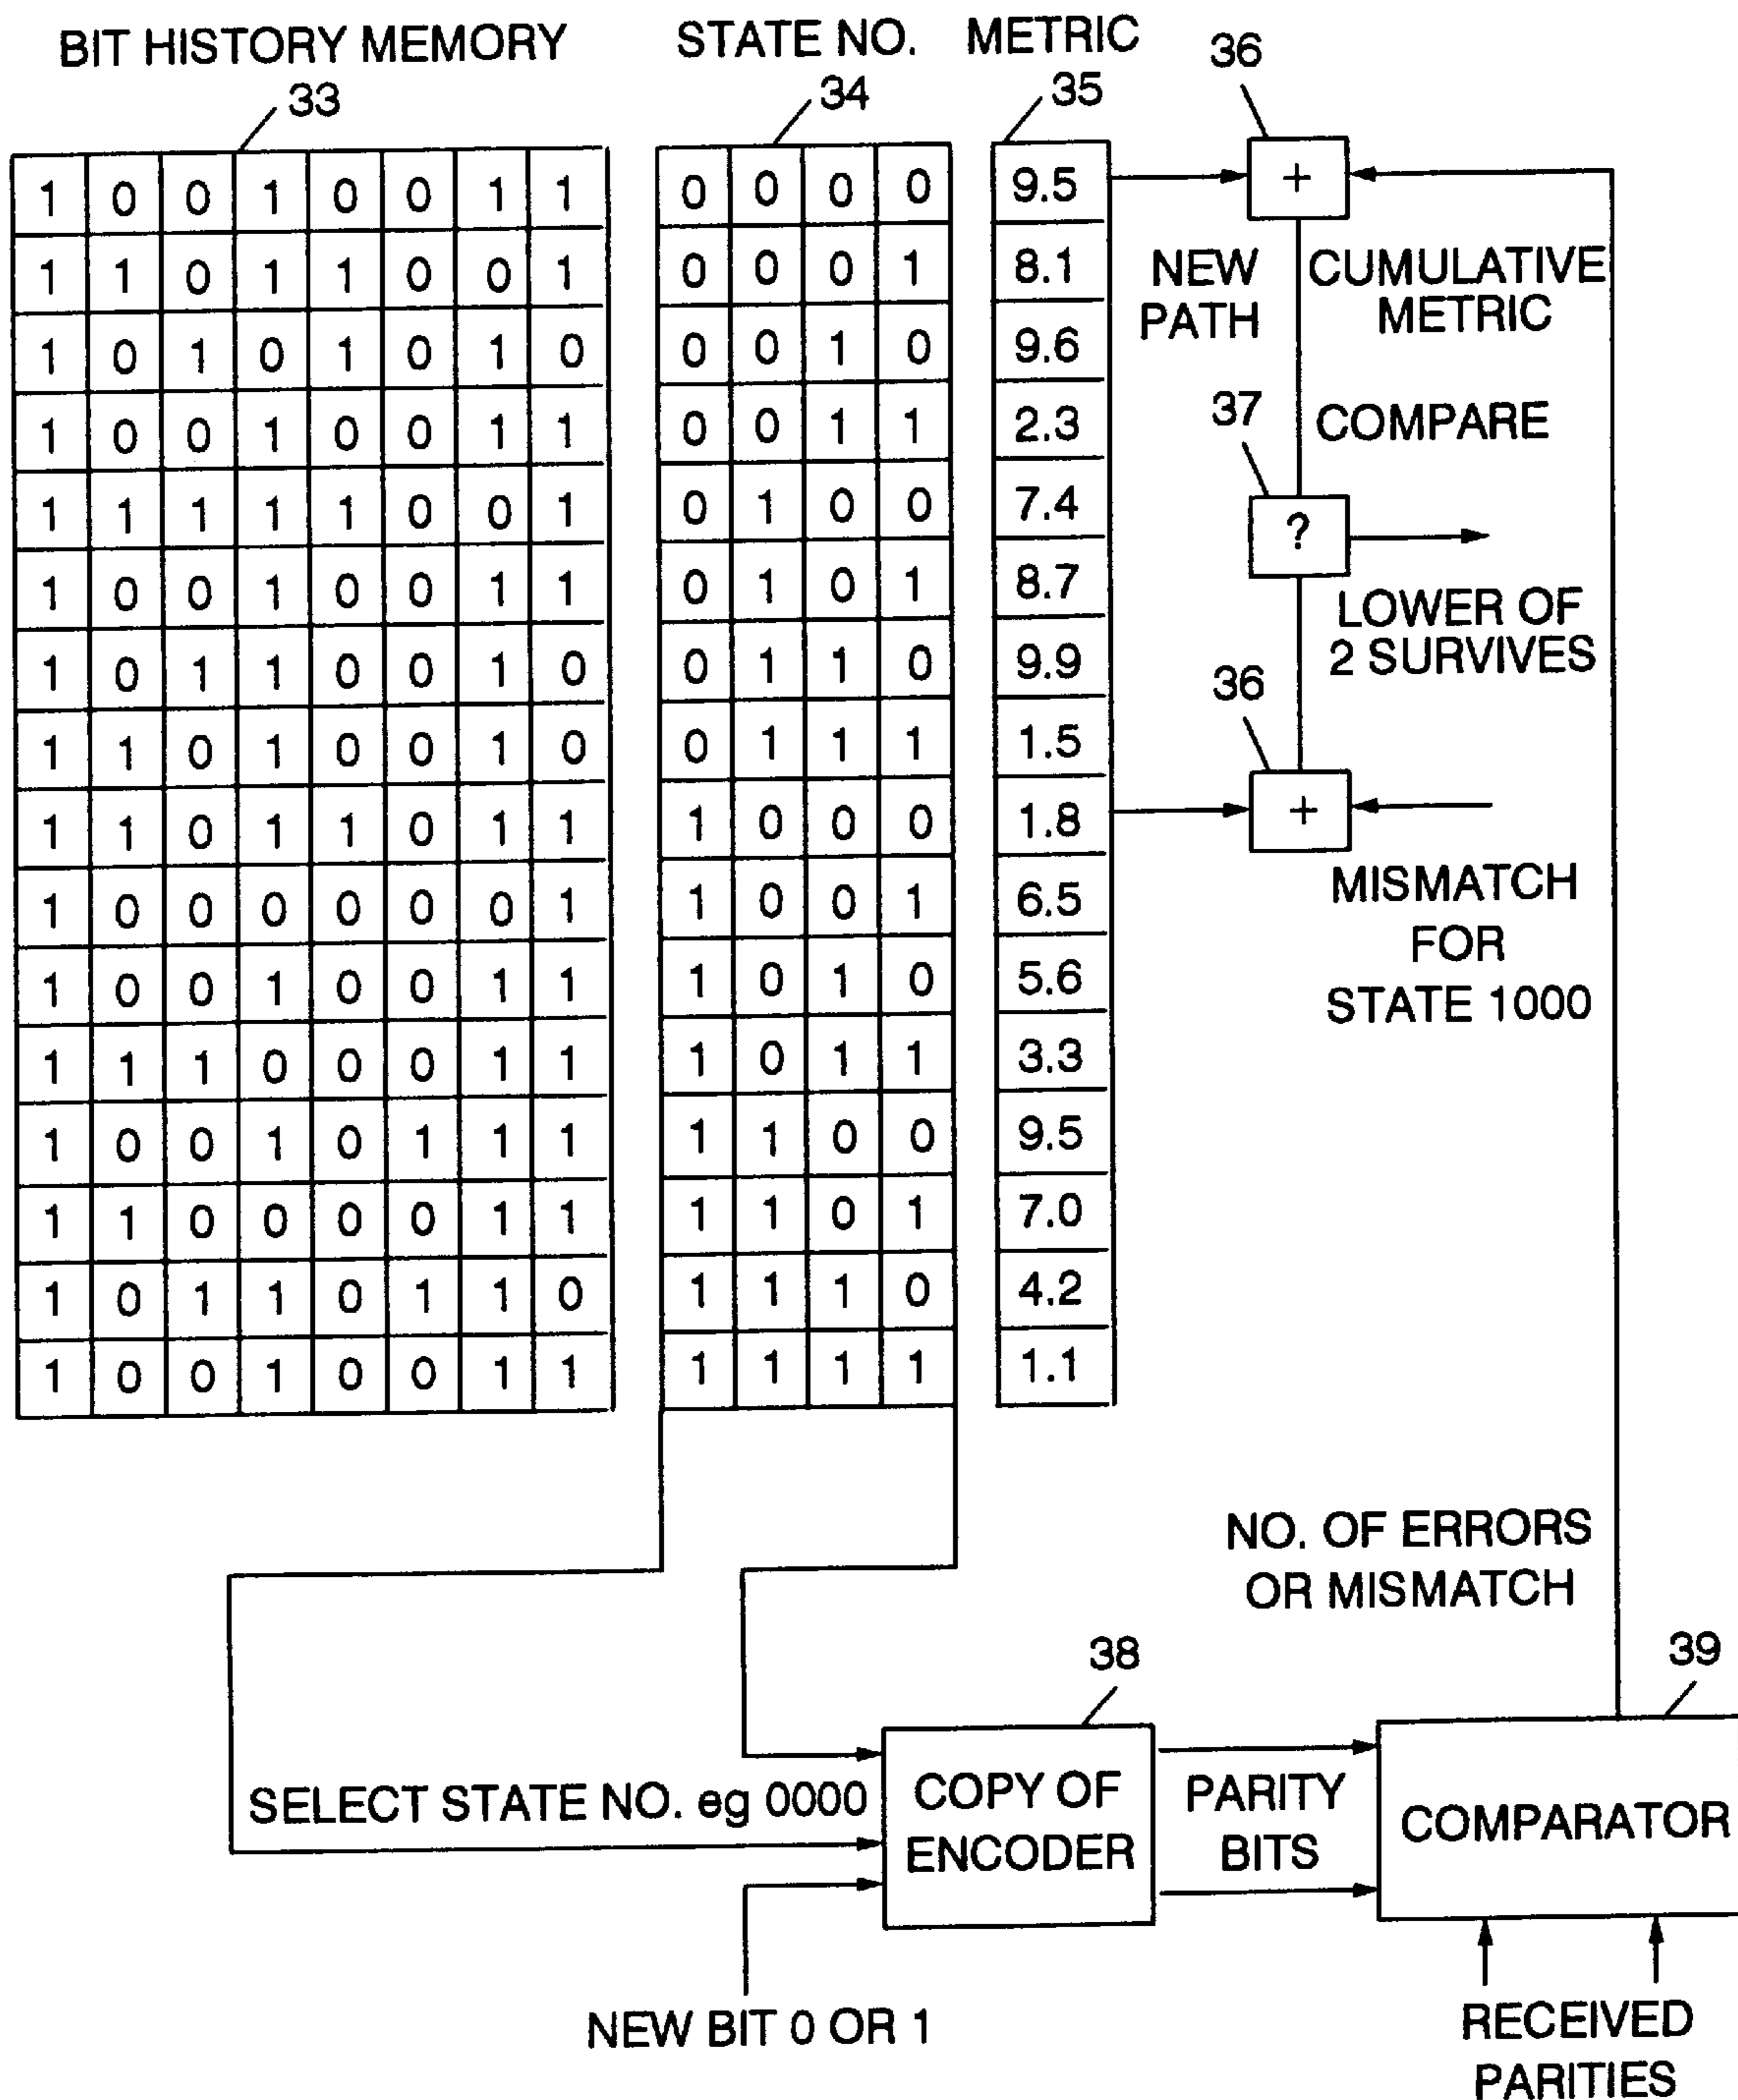 BIT HISTORY MEMORY STATE NO. METRIC 36
33 34 35
1 0 0 1 0 0 1 1 0 0 0 0 9.5 +
1 1 0 1 1 0 0 1 0 0 0 1 8.1
NEW PATH
CUMULATIVE METRIC
1 0 1 0 1 0 1 0 0 0 1 0 9.6
1 0 0 1 0 0 1 1 0 0 1 1 2.3
37 COMPARE
1 1 1 1 1 0 0 1 0 1 0 0 7.4 ?
1 0 0 1 0 0 1 1 0 1 0 1 8.7
LOWER OF
2 SURVIVES
1 0 1 1 0 0 1 0 0 1 1 0 9.9
36
1 1 0 1 0 0 1 0 0 1 1 1 1.5
1 1 0 1 1 0 1 1 1 0 0 0 1.8 +
1 0 0 0 0 0 0 1 1 0 0 1 6.5
MISMATCH
FOR
STATE 1000
1 0 0 1 0 0 1 1 1 0 1 0 5.6
1 1 1 0 0 0 1 1 1 0 1 1 3.3
1 0 0 1 0 1 1 1 1 1 0 0 9.5
1 1 0 0 0 0 1 1 1 1 0 1 7.0
1 0 1 1 0 1 1 0 1 1 1 0 4.2
1 0 0 1 0 0 1 1 1 1 1 1 1.1
NO. OF ERRORS
OR MISMATCH
38 39
SELECT STATE NO. eg 0000
COPY OF
ENCODER
PARITY
BITS
COMPARATOR
NEW BIT 0 OR 1
RECEIVED
PARITIES